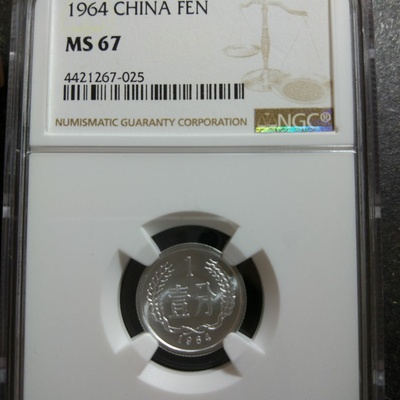 1964 CHINA FEN
MS 67
4421267-025
NUMISMATIC GUARANTY CORPORATION
NGC®
1
壹分
1964